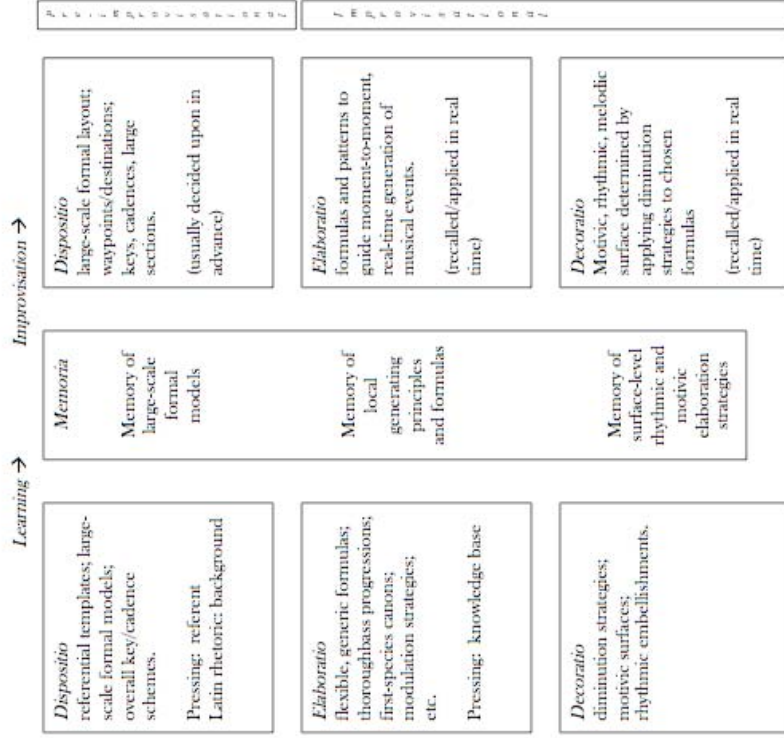 Learning →
Improvisation →
Dispositio
referential templates; large-
scale formal models;
overall key/cadence
schemes.
Pressing: referent
Latin rhetoric: background
Elaboratio
flexible, generic formulas;
thoroughbass progressions;
first-species canons;
modulation strategies;
etc.
Pressing: knowledge base
Decoratio
diminution strategies;
motivic surfaces;
rhythmic embellishments.
Memoria
Memory of
large-scale
formal
models
Memory of
local
generating
principles
and formulas
Memory of
surface-level
rhythmic and
motivic
elaboration
strategies
Dispositio
large-scale formal layout;
waypoints/destinations;
keys, cadences, large
sections.
(usually decided upon in
advance)
Elaboratio
formulas and patterns to
guide moment-to-moment,
real-time generation of
musical events.
(recalled/applied in real
time)
Decoratio
Motivic, rhythmic, melodic
surface determined by
applying diminution
strategies to chosen
formulas
(recalled/applied in real
time)
Pre-improvisational
Improvisational